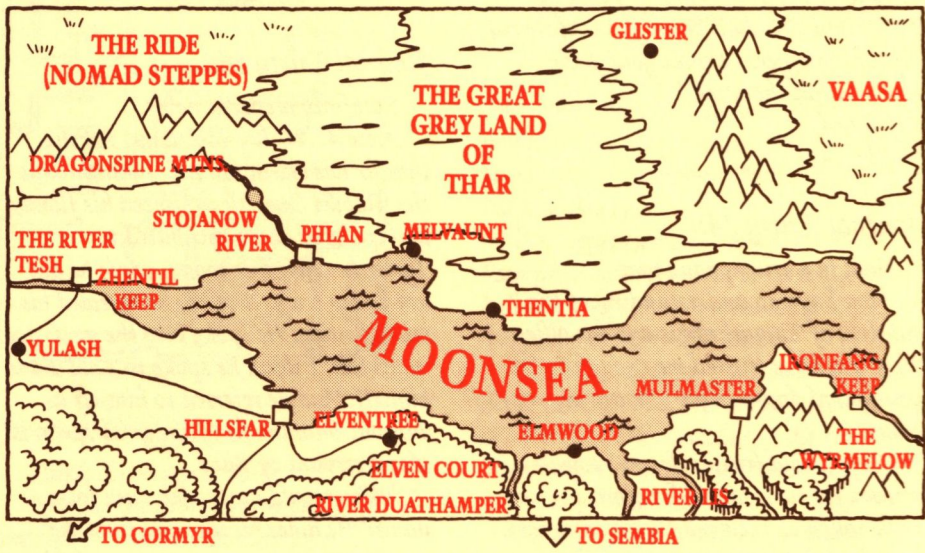 GLISTER
THE RIDE
(NOMAD STEPPES)
VAASA
THE GREAT
GREY LAND
OF
THAR
DRAGONSPINE MTNS.
STOJANOW
RIVER
PHLAN
MELVAUNT
THE RIVER
TESH
ZHENTIL
KEEP
THENTIA
YULASH
MOONSEA
IRONFANG
KEEP
MULMASTER
HILLSFAR
ELVENTREE
ELMWOOD
THE
WYRMFLOW
ELVEN COURT
RIVER DUATHAMPER
RIVER LIS
TO CORMYR
TO SEMBIA